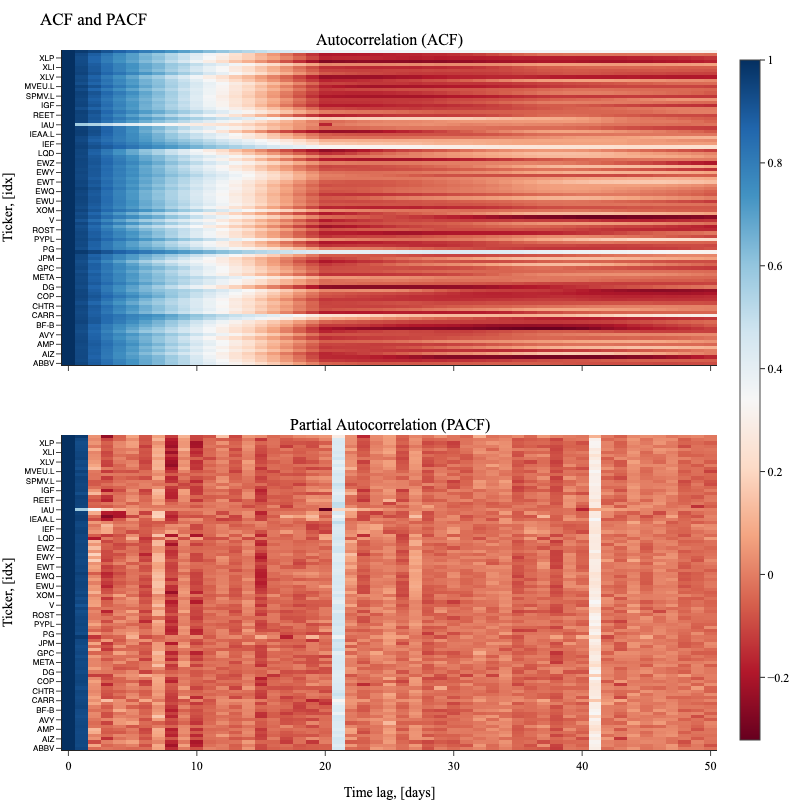 ACF and PACF
Autocorrelation (ACF)
Ticker, [idx]
XLP
XLI
XLV
MVEU.L
SPMV.L
IGF
REET
IAU
IEAA.L
IEF
LQD
EWZ
EWY
EWT
EWQ
EWU
XOM
V
ROST
PYPL
PG
JPM
GPC
META
DG
COP
CHTR
CARR
BF-B
AVY
AMP
AIZ
ABBV
1
0.8
0.6
0.4
0.2
0
−0.2
Partial Autocorrelation (PACF)
Ticker, [idx]
XLP
XLI
XLV
MVEU.L
SPMV.L
IGF
REET
IAU
IEAA.L
IEF
LQD
EWZ
EWY
EWT
EWQ
EWU
XOM
V
ROST
PYPL
PG
JPM
GPC
META
DG
COP
CHTR
CARR
BF-B
AVY
AMP
AIZ
ABBV
0 10 20 30 40 50
Time lag, [days]